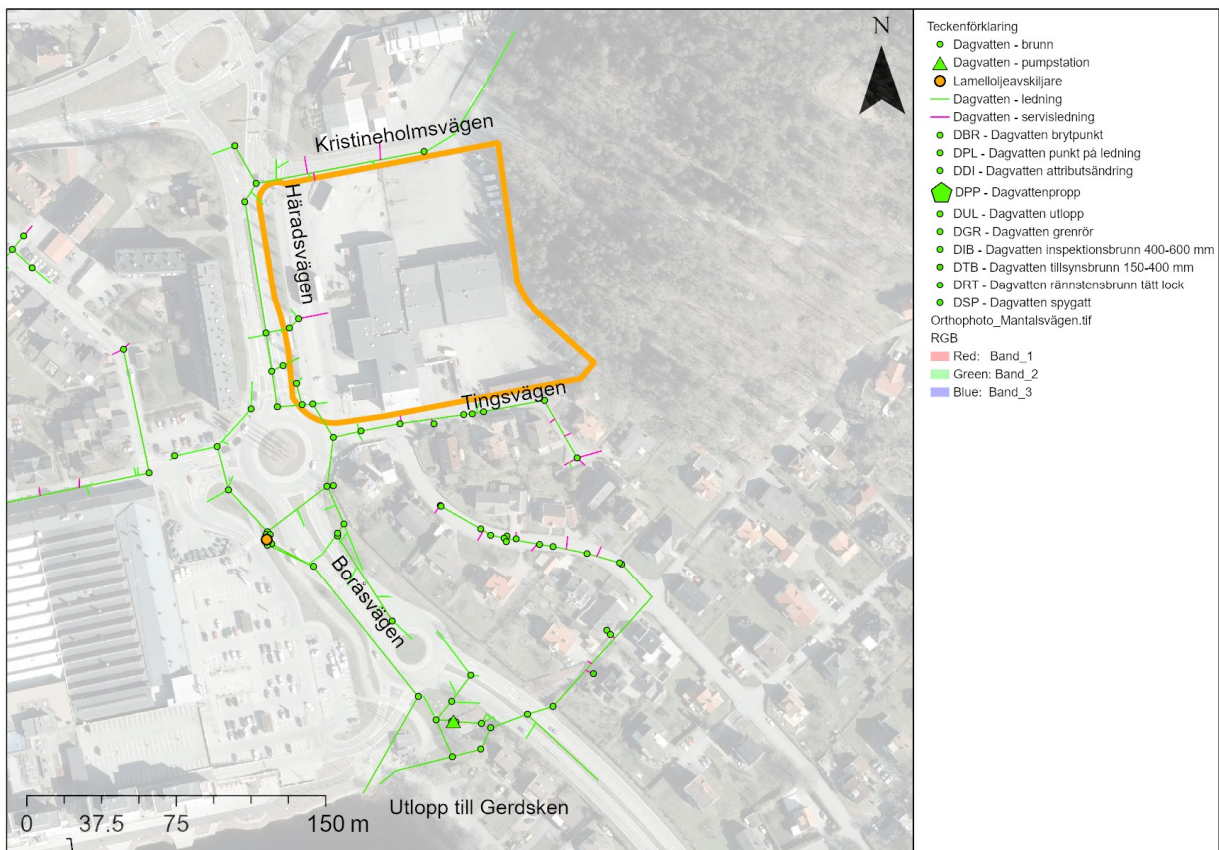 N
Kristineholmsvägen
Häradsvägen
Tingsvägen
Boråsvägen
Utlopp till Gerdsken
0 37.5 75 150 m
Teckenförklaring
Dagvatten - brunn
Dagvatten - pumpstation
Lamelloljeavskiljare
Dagvatten - ledning
Dagvatten - servisledning
DBR - Dagvatten brytpunkt
DPL - Dagvatten punkt på ledning
DDI - Dagvatten attributsändring
DPP - Dagvattenpropp
DUL - Dagvatten utlopp
DGR - Dagvatten grenrör
DIB - Dagvatten inspektionsbrunn 400-600 mm
DTB - Dagvatten tillsynsbrunn 150-400 mm
DRT - Dagvatten rännstensbrunn tätt lock
DSP - Dagvatten spygatt
Orthophoto_Mantalsvägen.tif
RGB
Red: Band_1
Green: Band_2
Blue: Band_3